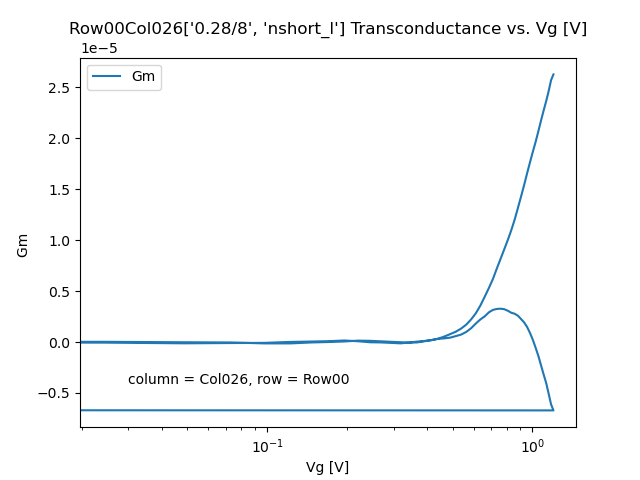 Row00Col026['0.28/8', 'nshort_l'] Transconductance vs. Vg [V]
1e−5
Gm
2.5
2.0
1.5
1.0
0.5
0.0
−0.5
Gm
column = Col026, row = Row00
10⁻¹
10⁰
Vg [V]